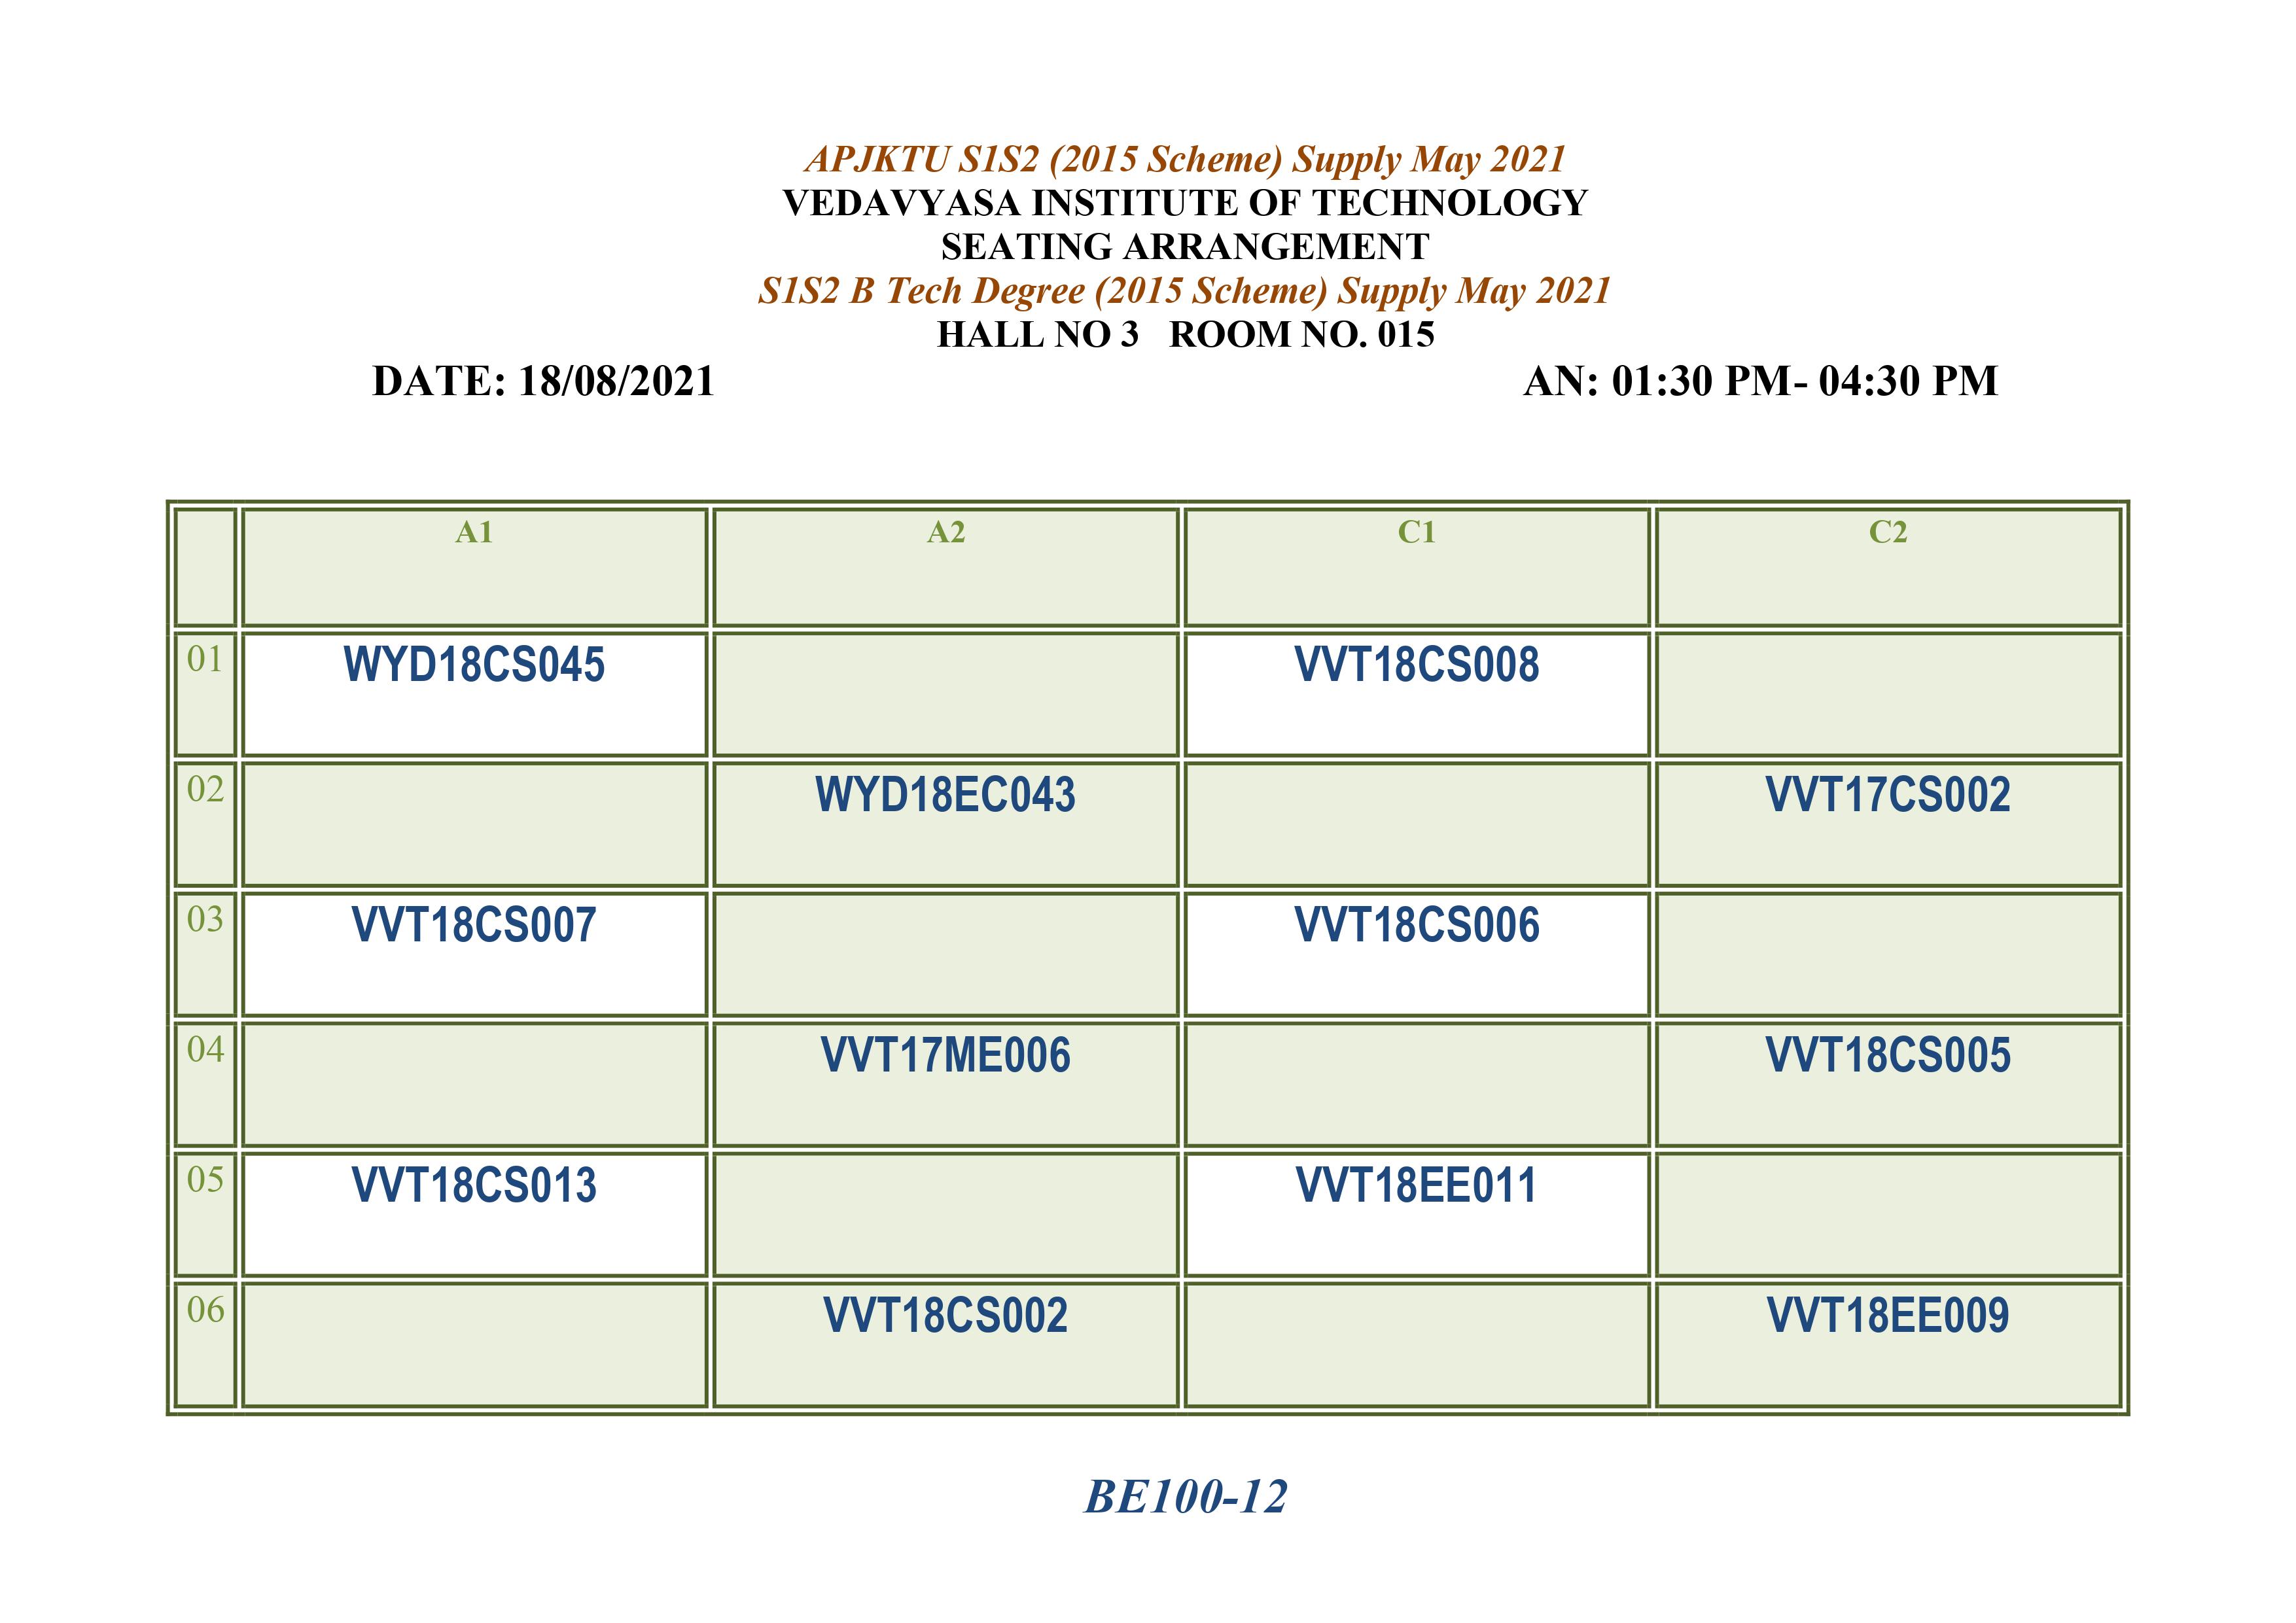 APJKTU S1S2 (2015 Scheme) Supply May 2021
VEDAVYASA INSTITUTE OF TECHNOLOGY
SEATING ARRANGEMENT
S1S2 B Tech Degree (2015 Scheme) Supply May 2021
HALL NO 3 ROOM NO. 015
DATE: 18/08/2021 AN: 01:30 PM- 04:30 PM
A1 A2 C1 C2
01 WYD18CS045 VVT18CS008
02 WYD18EC043 VVT17CS002
03 VVT18CS007 VVT18CS006
04 VVT17ME006 VVT18CS005
05 VVT18CS013 VVT18EE011
06 VVT18CS002 VVT18EE009
BE100-12